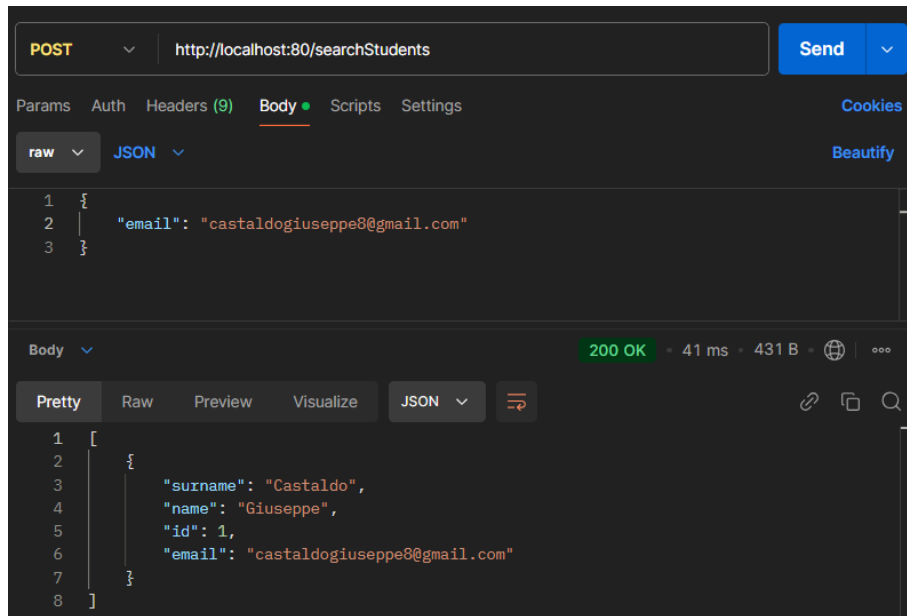 POST http://localhost:80/searchStudents Send
Params Auth Headers (9) Body Scripts Settings Cookies
raw JSON Beautify
1 {
2 "email": "castaldogiuseppe8@gmail.com"
3 }
Body 200 OK 41 ms 431 B
Pretty Raw Preview Visualize JSON
1 [
2 {
3 "surname": "Castaldo",
4 "name": "Giuseppe",
5 "id": 1,
6 "email": "castaldogiuseppe8@gmail.com"
7 }
8 ]